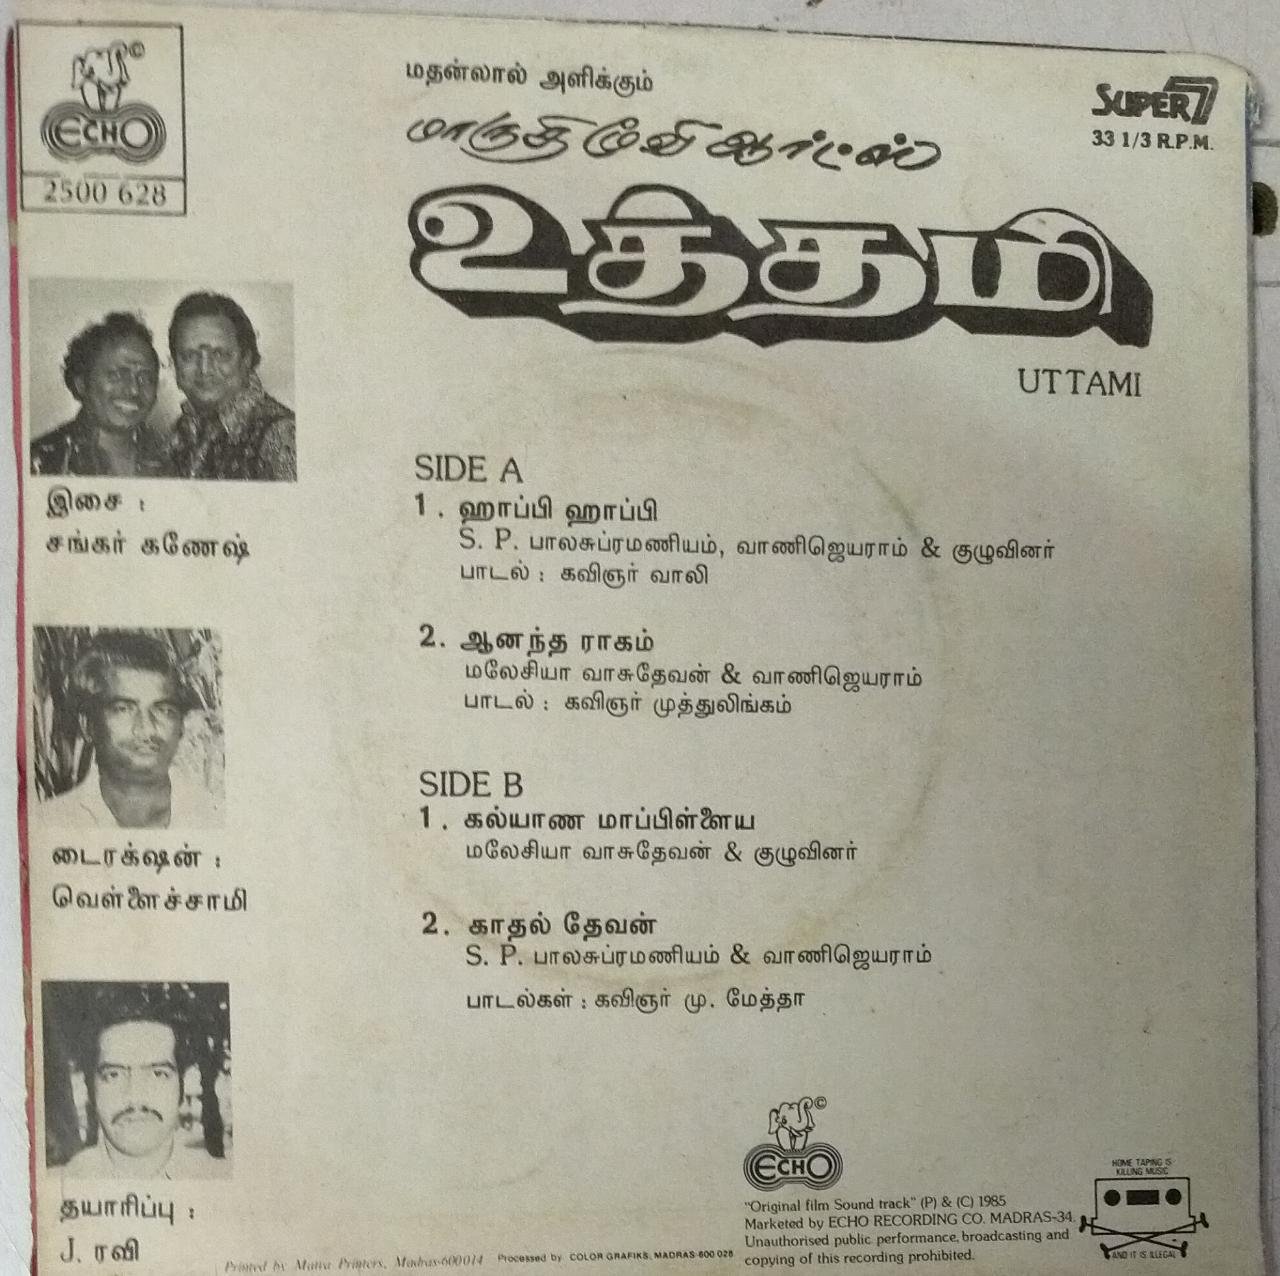 ECHO ©
2500 628
மதன்லால் அளிக்கும்
மாருதி மூவி ஆர்ட்ஸ்
உத்தமி
UTTAMI
SUPER 7
33 1/3 R.P.M.
இசை :
சங்கர் கணேஷ்
டைரக்‌ஷன் :
வெள்ளைச்சாமி
தயாரிப்பு :
J. ரவி
SIDE A
1. ஹாப்பி ஹாப்பி
S. P. பாலசுப்ரமணியம், வாணிஜெயராம் & குழுவினர்
பாடல் : கவிஞர் வாலி
2. ஆனந்த ராகம்
மலேசியா வாசுதேவன் & வாணிஜெயராம்
பாடல் : கவிஞர் முத்துலிங்கம்
SIDE B
1. கல்யாண மாப்பிள்ளைய
மலேசியா வாசுதேவன் & குழுவினர்
2. காதல் தேவன்
S. P. பாலசுப்ரமணியம் & வாணிஜெயராம்
பாடல்கள் : கவிஞர் மு. மேத்தா
ECHO ©
"Original film Sound track" (P) & (C) 1985
Marketed by ECHO RECORDING CO. MADRAS-34.
Unauthorised public performance, broadcasting and
copying of this recording prohibited.
HOME TAPING IS
KILLING MUSIC
AND IT IS ILLEGAL
Printed by Printers, Madras-600014 Processed by COLOR GRAFIKS, MADRAS-600 028